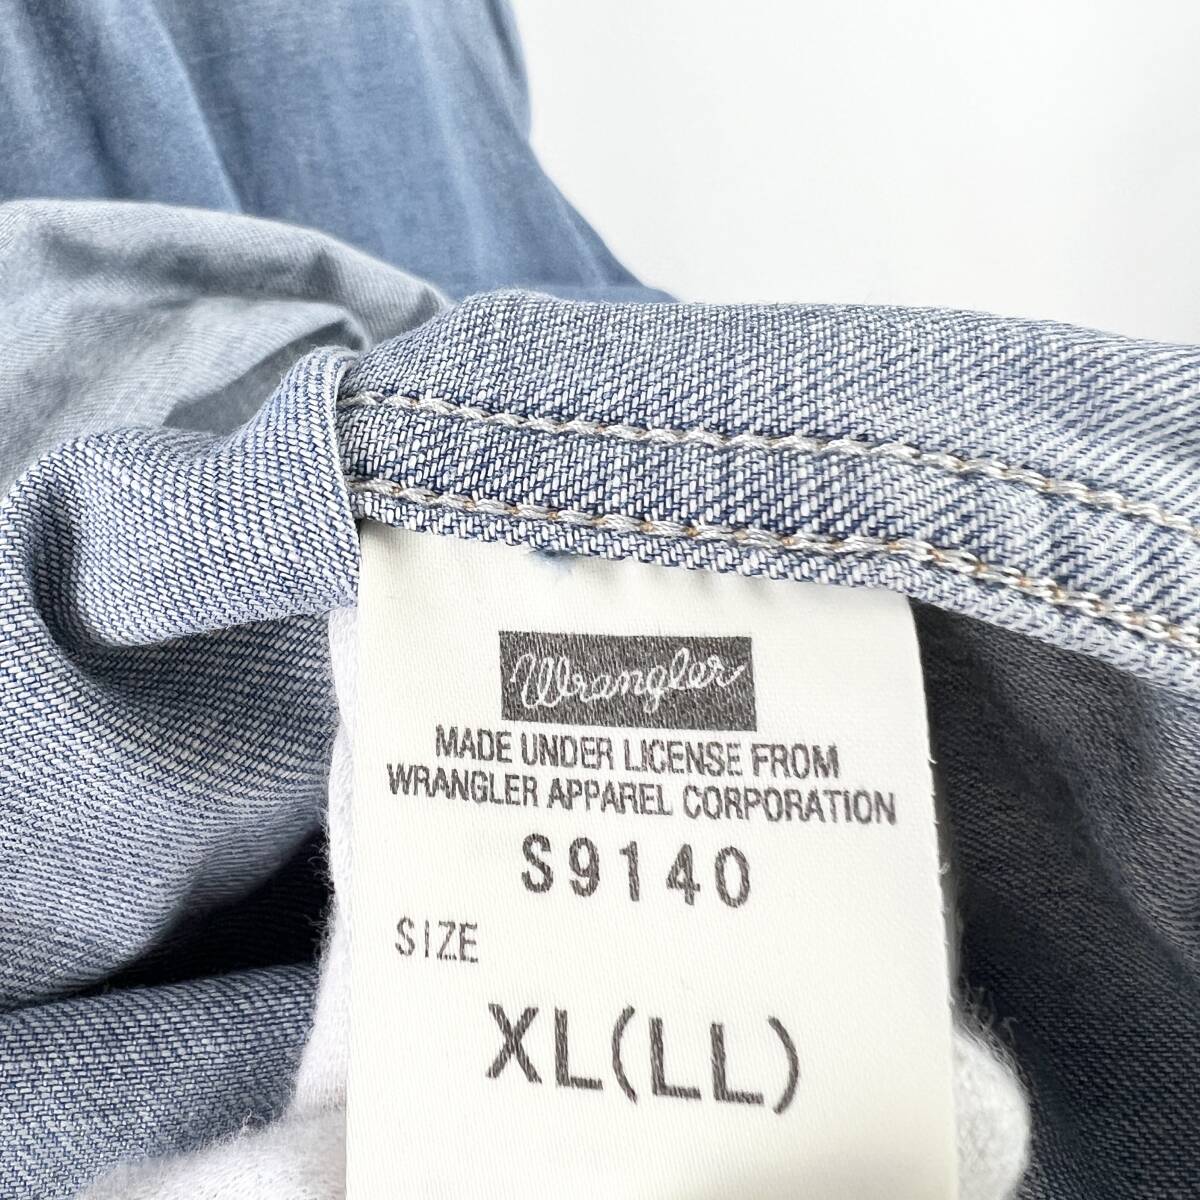 Wrangler
MADE UNDER LICENSE FROM
WRANGLER APPAREL CORPORATION
S9140
SIZE
XL(LL)